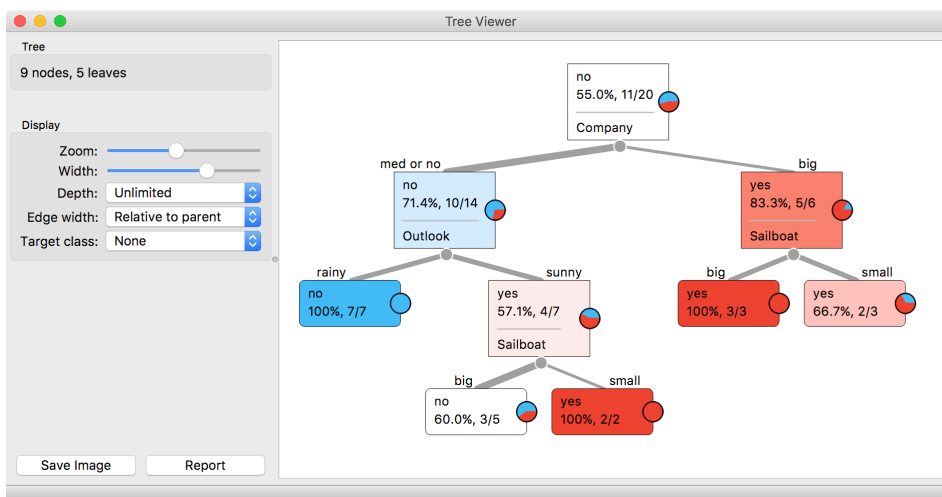 Tree Viewer
Tree
9 nodes, 5 leaves
Display
Zoom:
Width:
Depth: Unlimited
Edge width: Relative to parent
Target class: None
Save Image
Report
no
55.0%, 11/20
Company
med or no
big
no
71.4%, 10/14
Outlook
yes
83.3%, 5/6
Sailboat
rainy
sunny
big
small
no
100%, 7/7
yes
57.1%, 4/7
Sailboat
yes
100%, 3/3
yes
66.7%, 2/3
big
small
no
60.0%, 3/5
yes
100%, 2/2